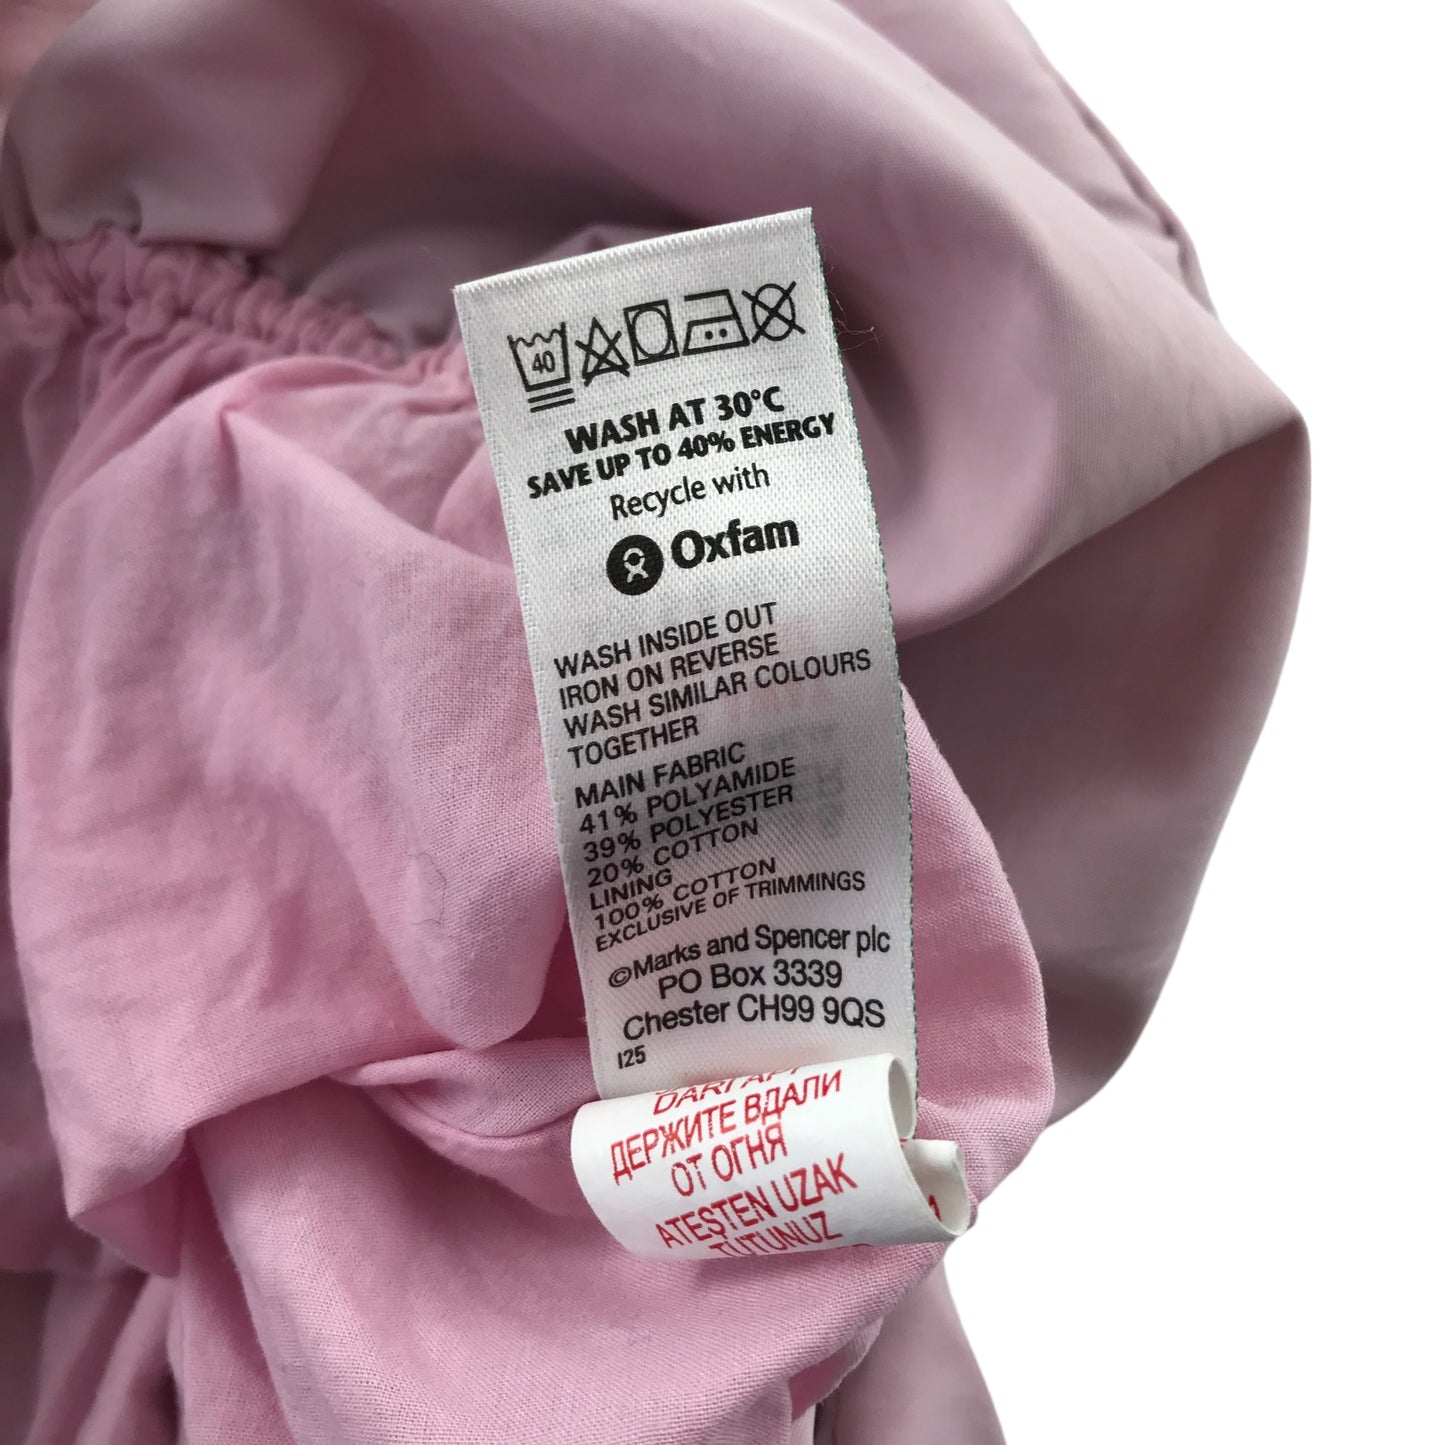 40
WASH AT 30°C
SAVE UP TO 40% ENERGY
Recycle with
Oxfam
WASH INSIDE OUT
IRON ON REVERSE
WASH SIMILAR COLOURS
TOGETHER
MAIN FABRIC
41% POLYAMIDE
39% POLYESTER
20% COTTON
LINING
100% COTTON
EXCLUSIVE OF TRIMMINGS
©Marks and Spencer plc
PO Box 3339
Chester CH99 9QS
I25
ДЕРЖИТЕ ВДАЛИ
ОТ ОГНЯ
ATEŞTEN UZAK
TUTUNUZ